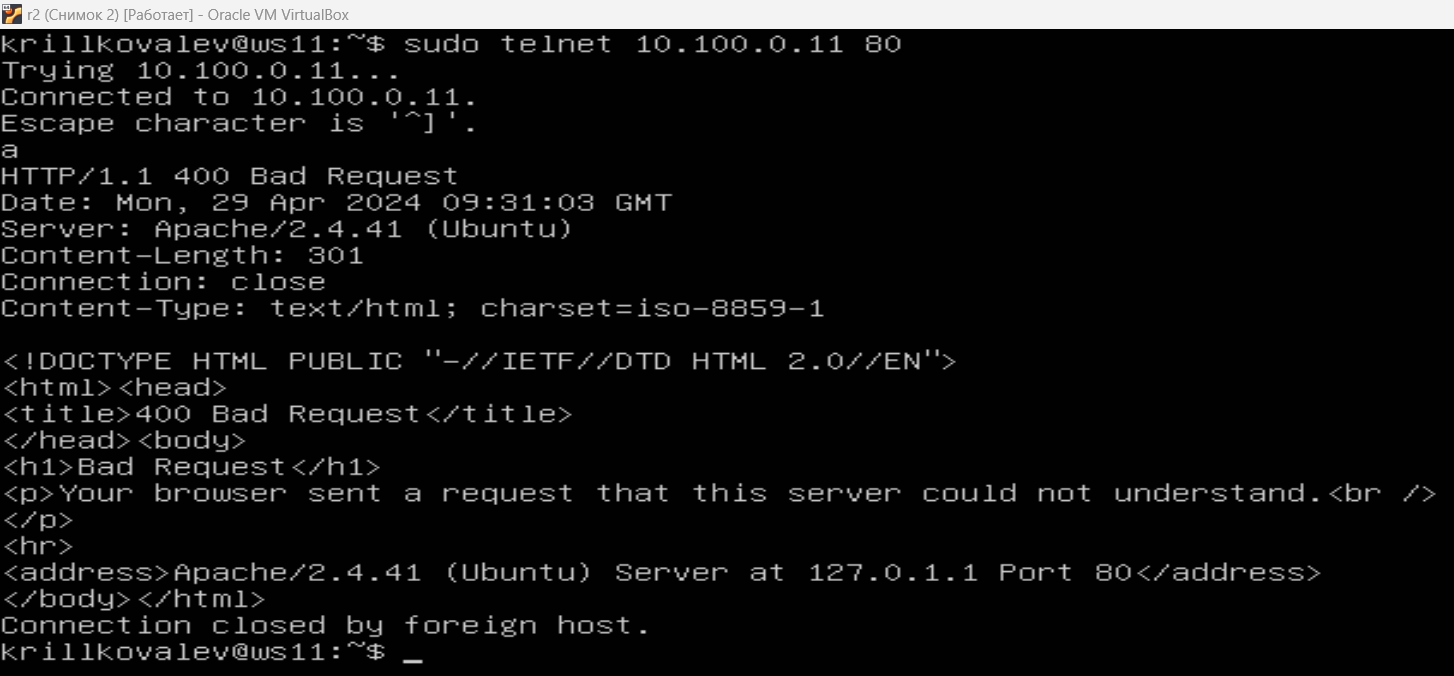 r2 (Снимок 2) [Работает] - Oracle VM VirtualBox
krillkovalev@ws11:~$ sudo telnet 10.100.0.11 80
Trying 10.100.0.11...
Connected to 10.100.0.11.
Escape character is '^]'.
a
HTTP/1.1 400 Bad Request
Date: Mon, 29 Apr 2024 09:31:03 GMT
Server: Apache/2.4.41 (Ubuntu)
Content-Length: 301
Connection: close
Content-Type: text/html; charset=iso-8859-1

<!DOCTYPE HTML PUBLIC "-//IETF//DTD HTML 2.0//EN">
<html><head>
<title>400 Bad Request</title>
</head><body>
<h1>Bad Request</h1>
<p>Your browser sent a request that this server could not understand.<br />
</p>
<hr>
<address>Apache/2.4.41 (Ubuntu) Server at 127.0.1.1 Port 80</address>
</body></html>
Connection closed by foreign host.
krillkovalev@ws11:~$ _